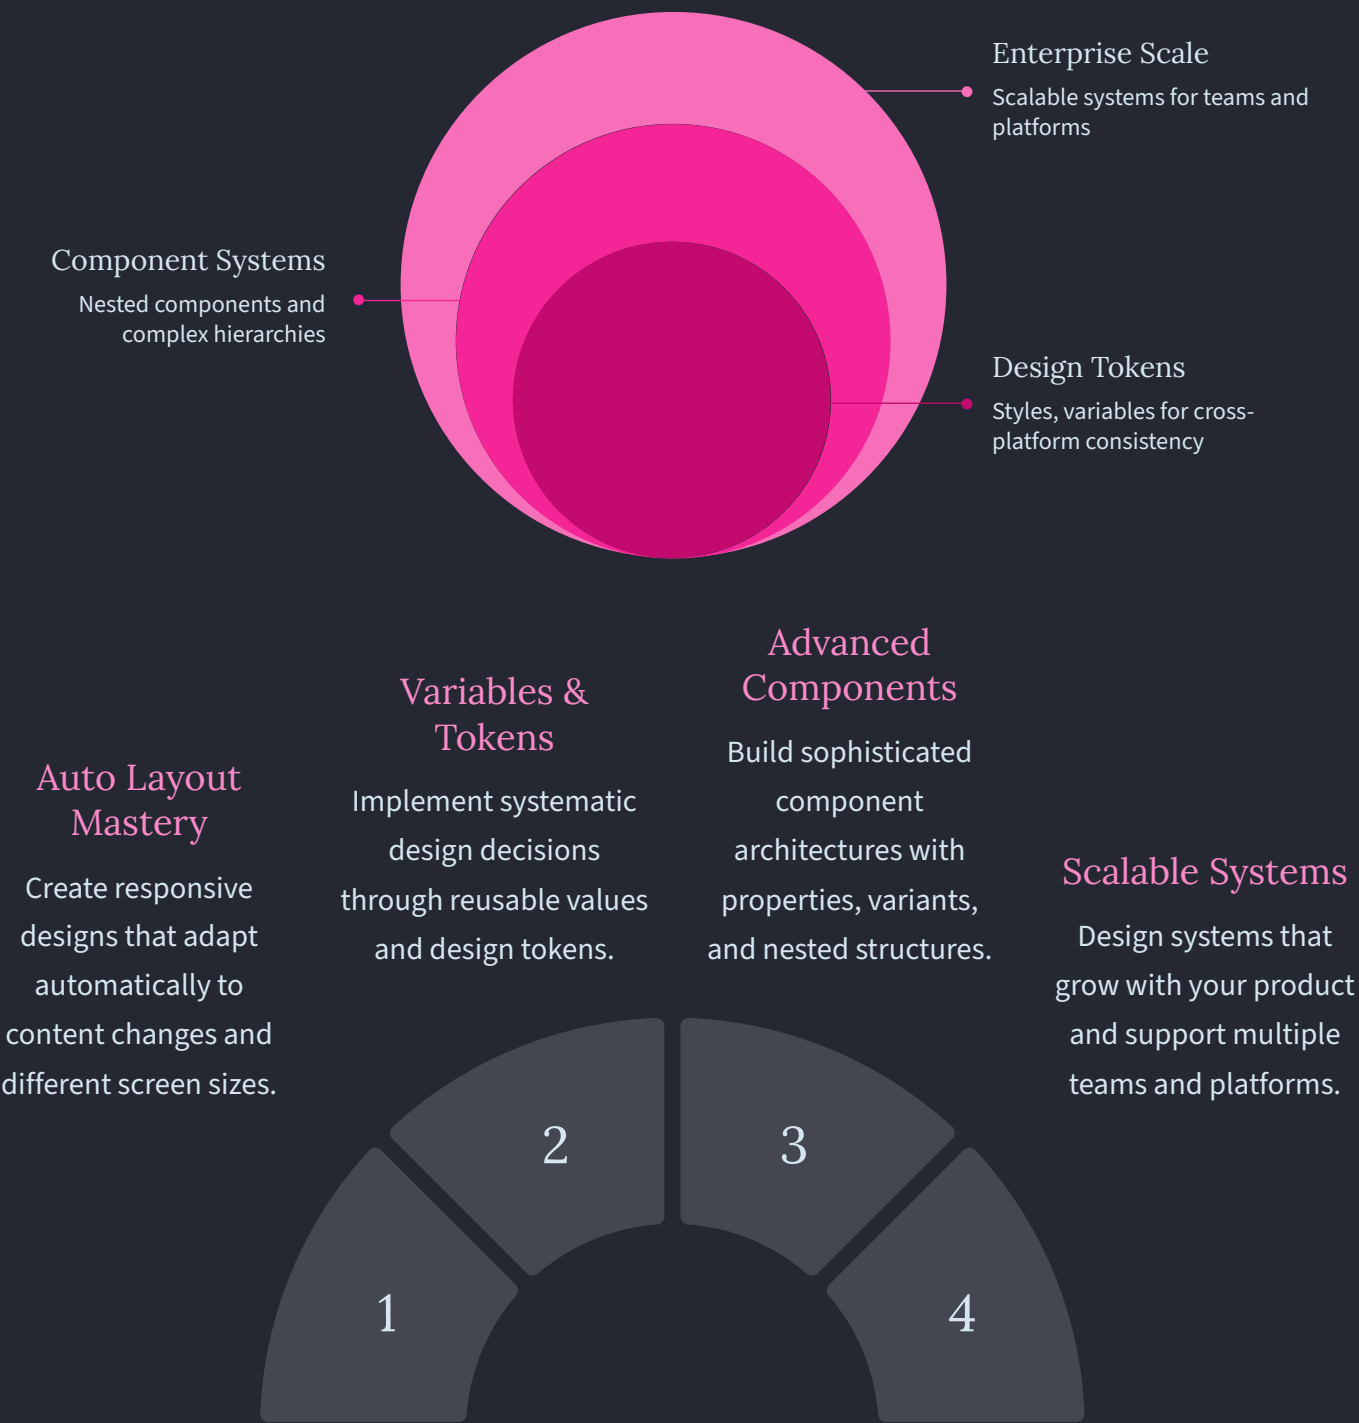 Enterprise Scale
Scalable systems for teams and
platforms
Component Systems
Nested components and
complex hierarchies
Design Tokens
Styles, variables for cross-
platform consistency
Auto Layout
Mastery
Create responsive
designs that adapt
automatically to
content changes and
different screen sizes.
Variables &
Tokens
Implement systematic
design decisions
through reusable values
and design tokens.
Advanced
Components
Build sophisticated
component
architectures with
properties, variants,
and nested structures.
Scalable Systems
Design systems that
grow with your product
and support multiple
teams and platforms.
1
2
3
4